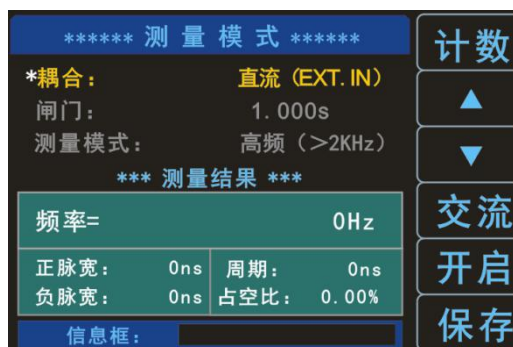 ****** 测 量 模 式 ******
*耦合： 直流（EXT. IN）
闸门： 1.000s
测量模式： 高频（>2KHz）
*** 测量结果 ***
频率= 0Hz
正脉宽： 0ns 周期： 0ns
负脉宽： 0ns 占空比： 0.00%
信息框：
计数
▲
▼
交流
开启
保存